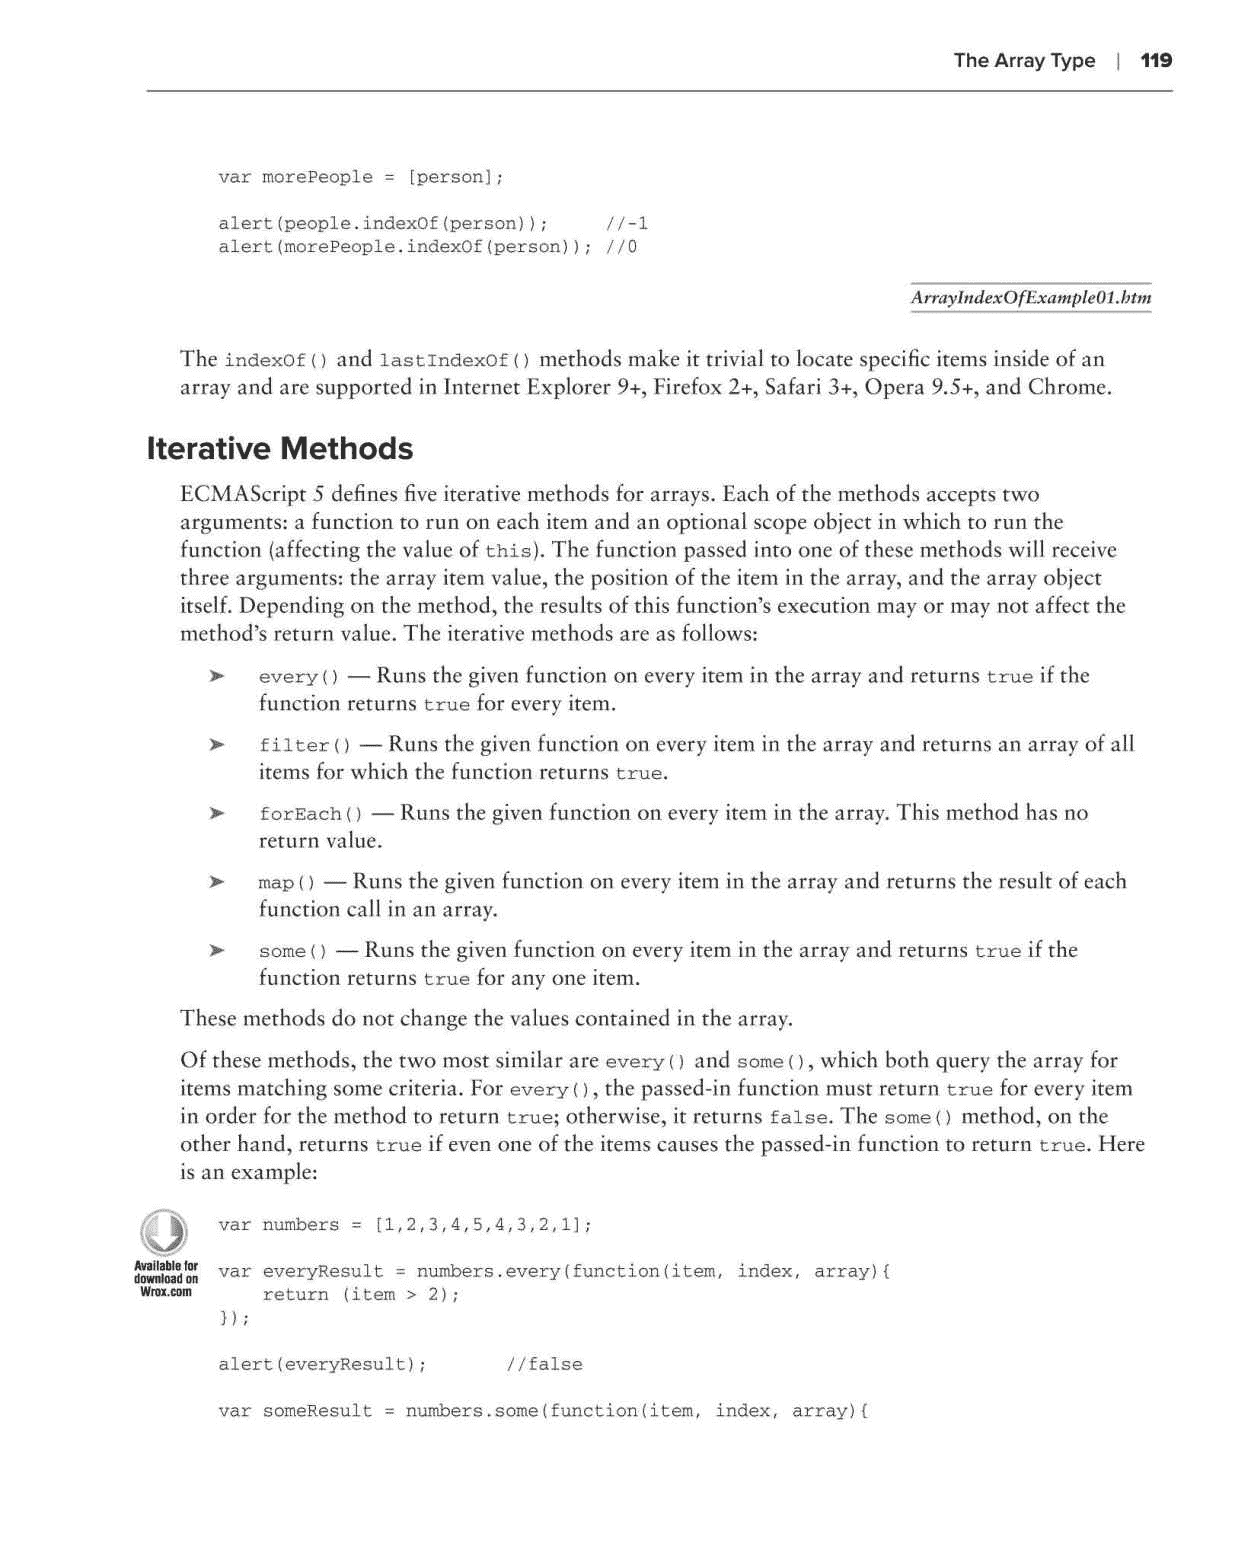 The Array Type | 119
var morePeople = [person];
alert(people.indexOf(person));     //-1
alert(morePeople.indexOf(person)); //0
ArrayIndexOfExample01.htm
The indexOf() and lastIndexOf() methods make it trivial to locate specific items inside of an
array and are supported in Internet Explorer 9+, Firefox 2+, Safari 3+, Opera 9.5+, and Chrome.
Iterative Methods
ECMAScript 5 defines five iterative methods for arrays. Each of the methods accepts two
arguments: a function to run on each item and an optional scope object in which to run the
function (affecting the value of this). The function passed into one of these methods will receive
three arguments: the array item value, the position of the item in the array, and the array object
itself. Depending on the method, the results of this function's execution may or may not affect the
method's return value. The iterative methods are as follows:
➤ every() — Runs the given function on every item in the array and returns true if the
function returns true for every item.
➤ filter() — Runs the given function on every item in the array and returns an array of all
items for which the function returns true.
➤ forEach() — Runs the given function on every item in the array. This method has no
return value.
➤ map() — Runs the given function on every item in the array and returns the result of each
function call in an array.
➤ some() — Runs the given function on every item in the array and returns true if the
function returns true for any one item.
These methods do not change the values contained in the array.
Of these methods, the two most similar are every() and some(), which both query the array for
items matching some criteria. For every(), the passed-in function must return true for every item
in order for the method to return true; otherwise, it returns false. The some() method, on the
other hand, returns true if even one of the items causes the passed-in function to return true. Here
is an example:
Available for
download on
Wrox.com
var numbers = [1,2,3,4,5,4,3,2,1];
var everyResult = numbers.every(function(item, index, array){
    return (item > 2);
});
alert(everyResult);       //false
var someResult = numbers.some(function(item, index, array){